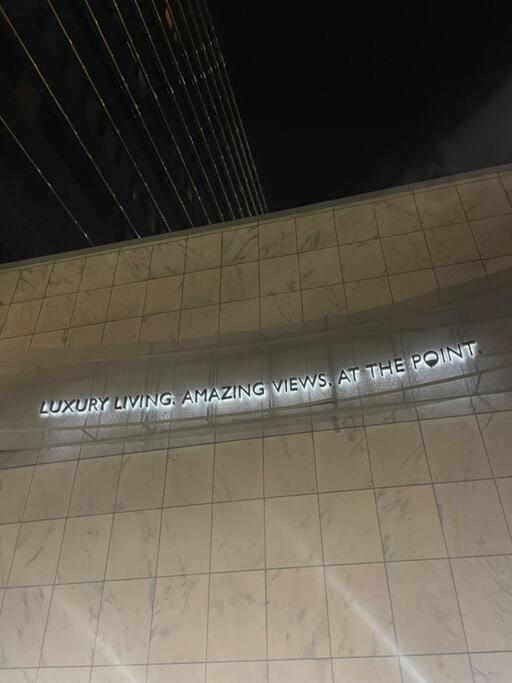 LUXURY LIVING. AMAZING VIEWS. AT THE POINT.